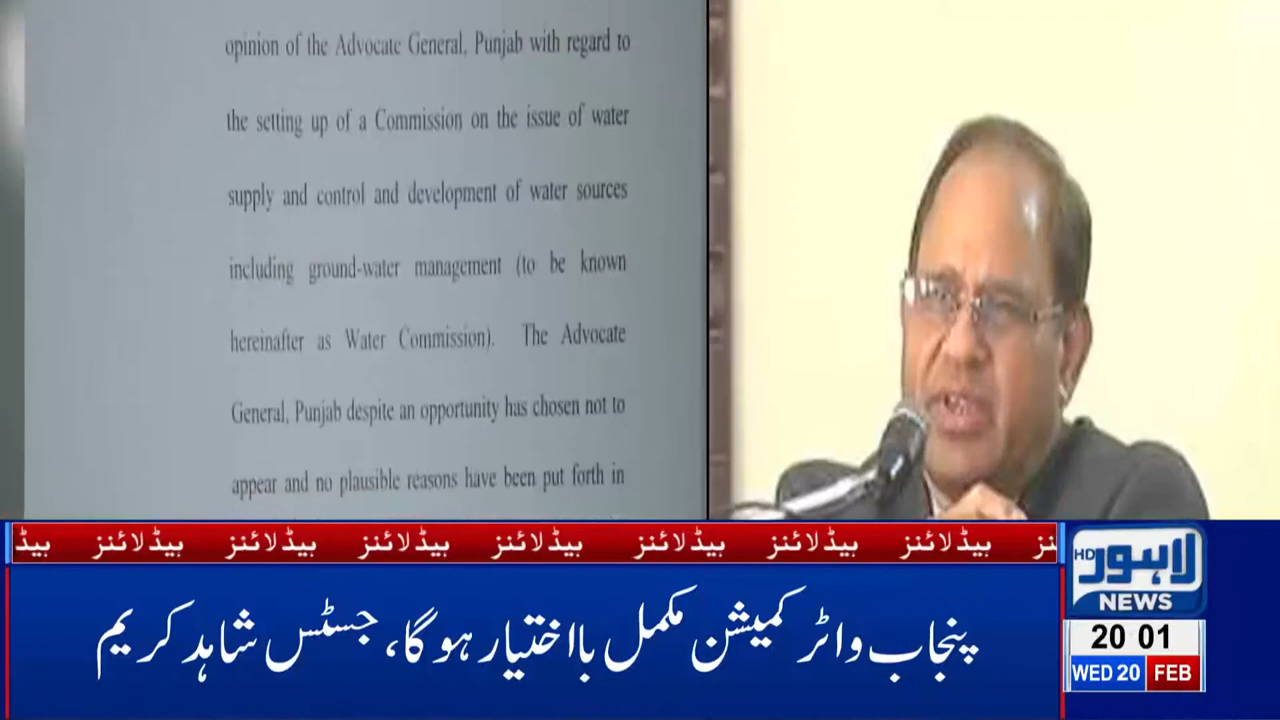 opinion of the Advocate General, Punjab with regard to
the setting up of a Commission on the issue of water
supply and control and development of water sources
including ground-water management (to be known
hereinafter as Water Commission). The Advocate
General, Punjab despite an opportunity has chosen not to
appear and no plausible reasons have been put forth in
ہیڈلائنز ہیڈلائنز ہیڈلائنز ہیڈلائنز ہیڈلائنز ہیڈلائنز ہیڈلائنز
پنجاب واٹر کمیشن مکمل بااختیار ہو گا، جسٹس شاہد کریم
HD لاہور
NEWS
20 01
WED 20 FEB